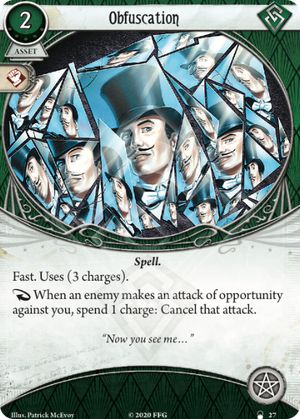 2
Obfuscation
ASSET
Spell.
Fast. Uses (3 charges).
When an enemy makes an attack of opportunity
against you, spend 1 charge: Cancel that attack.
"Now you see me…"
Illus. Patrick McEvoy
© 2020 FFG
27